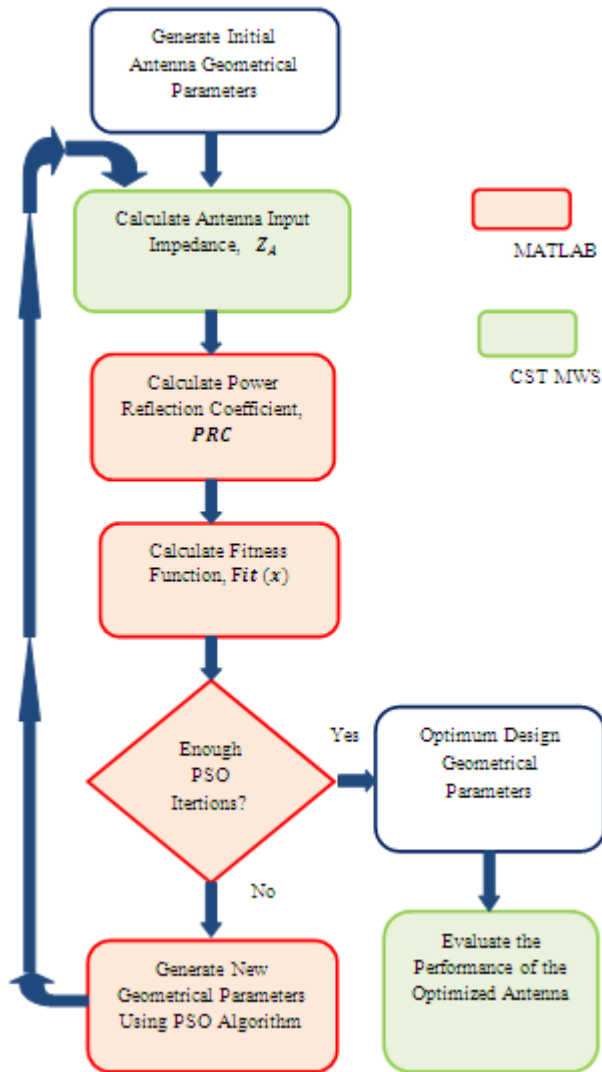 Generate Initial
Antenna Geometrical
Parameters
Calculate Antenna Input
Impedance, Z_A
MATLAB
CST MWS
Calculate Power
Reflection Coefficient,
PRC
Calculate Fitness
Function, Fit (x)
Enough
PSO
Itertions?
Yes
Optimum Design
Geometrical
Parameters
No
Generate New
Geometrical Parameters
Using PSO Algorithm
Evaluate the
Performance of the
Optimized Antenna